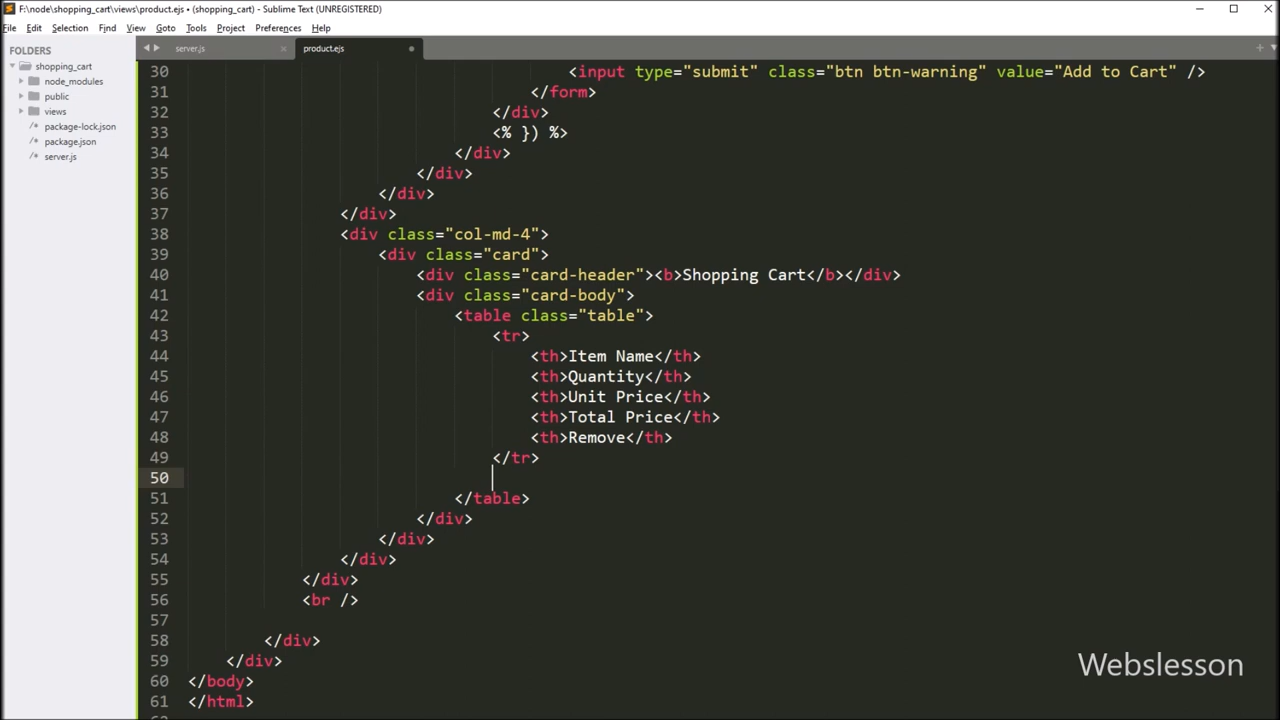 F:\node\shopping_cart\views\product.ejs • (shopping_cart) - Sublime Text (UNREGISTERED)
File Edit Selection Find View Goto Tools Project Preferences Help
FOLDERS
shopping_cart
node_modules
public
views
package-lock.json
package.json
server.js
server.js product.ejs
30 <input type="submit" class="btn btn-warning" value="Add to Cart" />
31 </form>
32 </div>
33 <% }) %>
34 </div>
35 </div>
36 </div>
37 </div>
38 <div class="col-md-4">
39 <div class="card">
40 <div class="card-header"><b>Shopping Cart</b></div>
41 <div class="card-body">
42 <table class="table">
43 <tr>
44 <th>Item Name</th>
45 <th>Quantity</th>
46 <th>Unit Price</th>
47 <th>Total Price</th>
48 <th>Remove</th>
49 </tr>
50
51 </table>
52 </div>
53 </div>
54 </div>
55 </div>
56 <br />
57
58 </div>
59 </div>
60 </body>
61 </html>
Webslesson